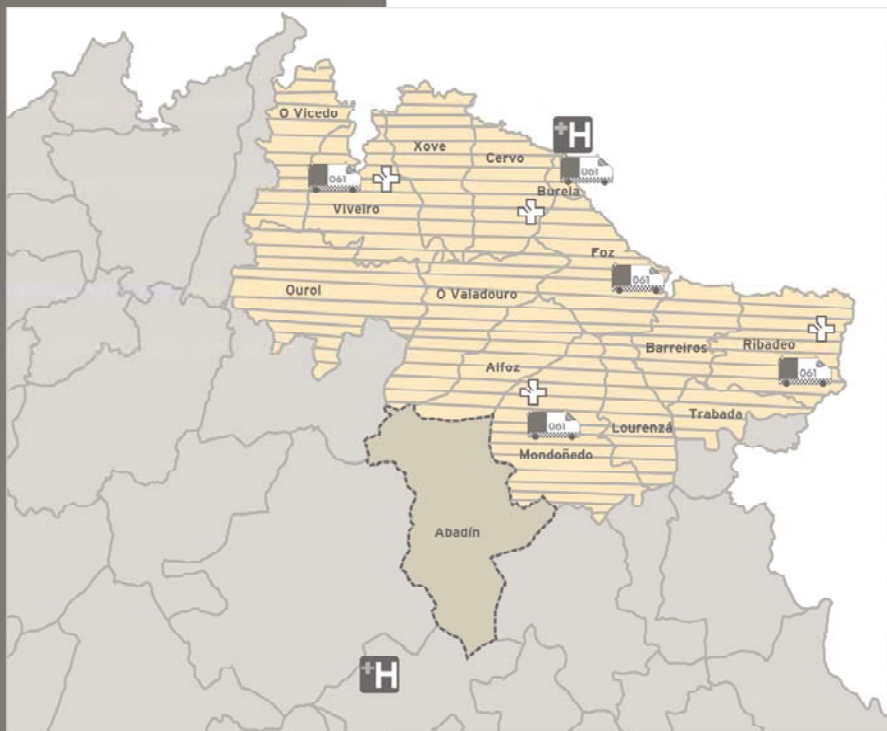 +H
O Vicedo
Xove
Cervo
061
061
Burela
Viveiro
Foz
061
Ourol
O Valadouro
Barreiros
Ribadeo
Alfoz
061
Trabada
061
Lourenzá
Mondoñedo
Abadín
+H